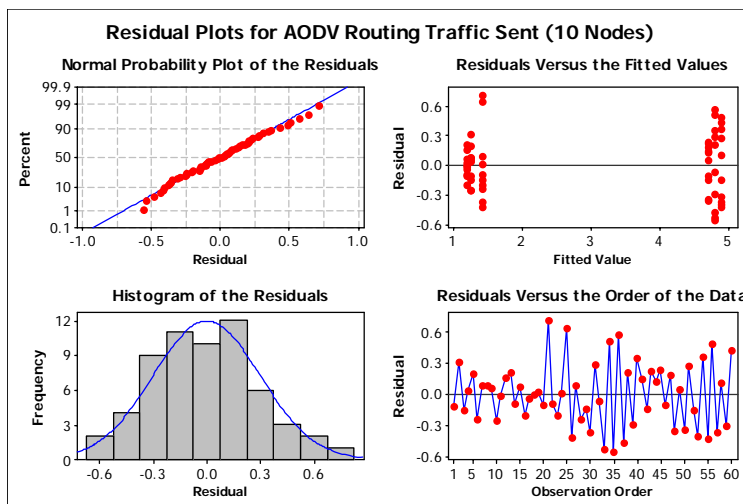 Residual Plots for AODV Routing Traffic Sent (10 Nodes)
Normal Probability Plot of the Residuals
99.9
99
90
50
10
1
0.1
Percent
-1.0 -0.5 0.0 0.5 1.0
Residual
Residuals Versus the Fitted Values
0.6
0.3
0.0
-0.3
-0.6
Residual
1 2 3 4 5
Fitted Value
Histogram of the Residuals
12
9
6
3
0
Frequency
-0.6 -0.3 0.0 0.3 0.6
Residual
Residuals Versus the Order of the Data
0.6
0.3
0.0
-0.3
-0.6
Residual
1 5 10 15 20 25 30 35 40 45 50 55 60
Observation Order